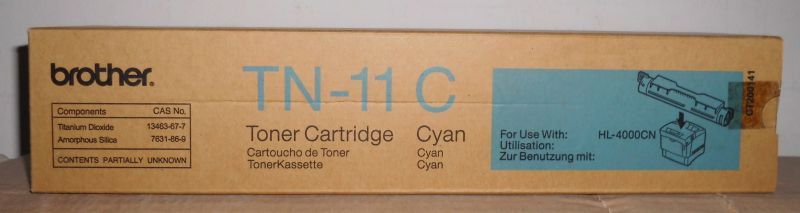 brother.
Components CAS No.
Titanium Dioxide 13463-67-7
Amorphous Silica 7631-86-9
CONTENTS PARTIALLY UNKNOWN
TN-11 C
Toner Cartridge Cyan
Cartoucho de Toner Cyan
TonerKassette Cyan
For Use With: HL-4000CN
Utilisation:
Zur Benutzung mit:
CT200141